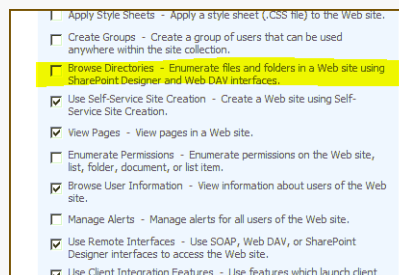 Apply Style Sheets - Apply a style sheet (.CSS file) to the Web site.
Create Groups - Create a group of users that can be used
anywhere within the site collection.
Browse Directories - Enumerate files and folders in a Web site using
SharePoint Designer and Web DAV interfaces.
Use Self-Service Site Creation - Create a Web site using Self-
Service Site Creation.
View Pages - View pages in a Web site.
Enumerate Permissions - Enumerate permissions on the Web site,
list, folder, document, or list item.
Browse User Information - View information about users of the Web
site.
Manage Alerts - Manage alerts for all users of the Web site.
Use Remote Interfaces - Use SOAP, Web DAV, or SharePoint
Designer interfaces to access the Web site.
Use Client Integration Features - Use features which launch client